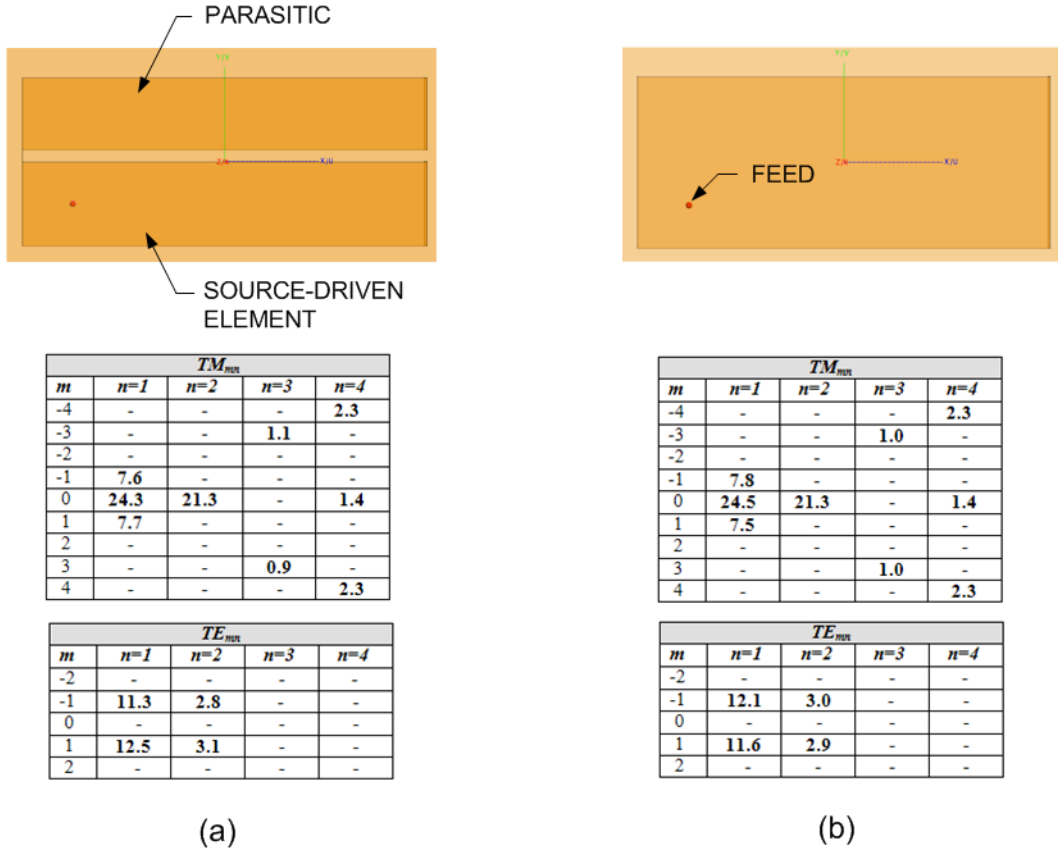 PARASITIC
Y/V
Z/W
X/U
SOURCE-DRIVEN
ELEMENT
TMmn
m n=1 n=2 n=3 n=4
-4 - - - 2.3
-3 - - 1.1 -
-2 - - - -
-1 7.6 - - -
0 24.3 21.3 - 1.4
1 7.7 - - -
2 - - - -
3 - - 0.9 -
4 - - - 2.3
TEmn
m n=1 n=2 n=3 n=4
-2 - - - -
-1 11.3 2.8 - -
0 - - - -
1 12.5 3.1 - -
2 - - - -
(a)
Y/V
Z/W
X/U
FEED
TMmn
m n=1 n=2 n=3 n=4
-4 - - - 2.3
-3 - - 1.0 -
-2 - - - -
-1 7.8 - - -
0 24.5 21.3 - 1.4
1 7.5 - - -
2 - - - -
3 - - 1.0 -
4 - - - 2.3
TEmn
m n=1 n=2 n=3 n=4
-2 - - - -
-1 12.1 3.0 - -
0 - - - -
1 11.6 2.9 - -
2 - - - -
(b)